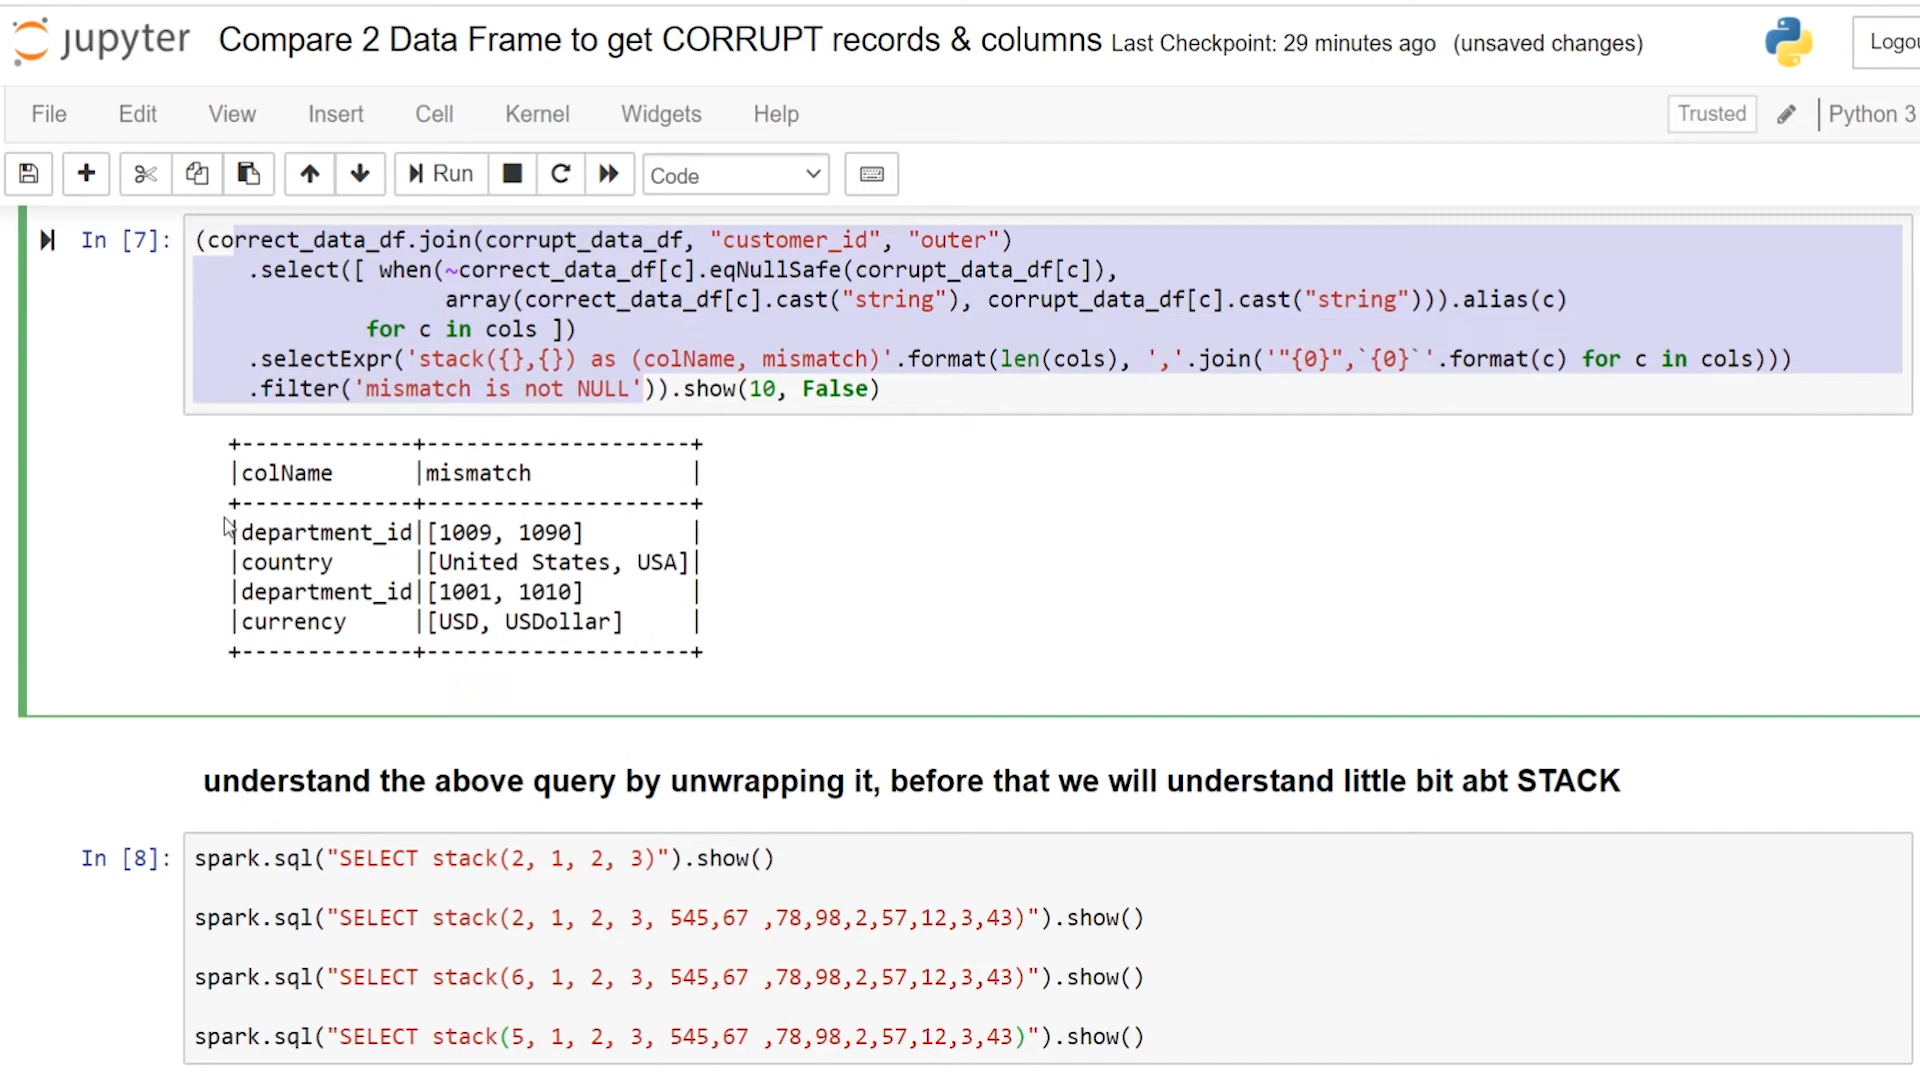 jupyter Compare 2 Data Frame to get CORRUPT records & columns Last Checkpoint: 29 minutes ago (unsaved changes)
File Edit View Insert Cell Kernel Widgets Help Trusted Python 3
Run Code
In [7]: (correct_data_df.join(corrupt_data_df, "customer_id", "outer")
.select([ when(~correct_data_df[c].eqNullSafe(corrupt_data_df[c]),
array(correct_data_df[c].cast("string"), corrupt_data_df[c].cast("string"))).alias(c)
for c in cols ])
.selectExpr('stack({},{}) as (colName, mismatch)'.format(len(cols), ','.join('"{0}",`{0}`'.format(c) for c in cols)))
.filter('mismatch is not NULL')).show(10, False)
+-------------+--------------------+
|colName      |mismatch            |
+-------------+--------------------+
|department_id|[1009, 1090]        |
|country      |[United States, USA]|
|department_id|[1001, 1010]        |
|currency     |[USD, USDollar]     |
+-------------+--------------------+
understand the above query by unwrapping it, before that we will understand little bit abt STACK
In [8]: spark.sql("SELECT stack(2, 1, 2, 3)").show()
spark.sql("SELECT stack(2, 1, 2, 3, 545,67 ,78,98,2,57,12,3,43)").show()
spark.sql("SELECT stack(6, 1, 2, 3, 545,67 ,78,98,2,57,12,3,43)").show()
spark.sql("SELECT stack(5, 1, 2, 3, 545,67 ,78,98,2,57,12,3,43)").show()